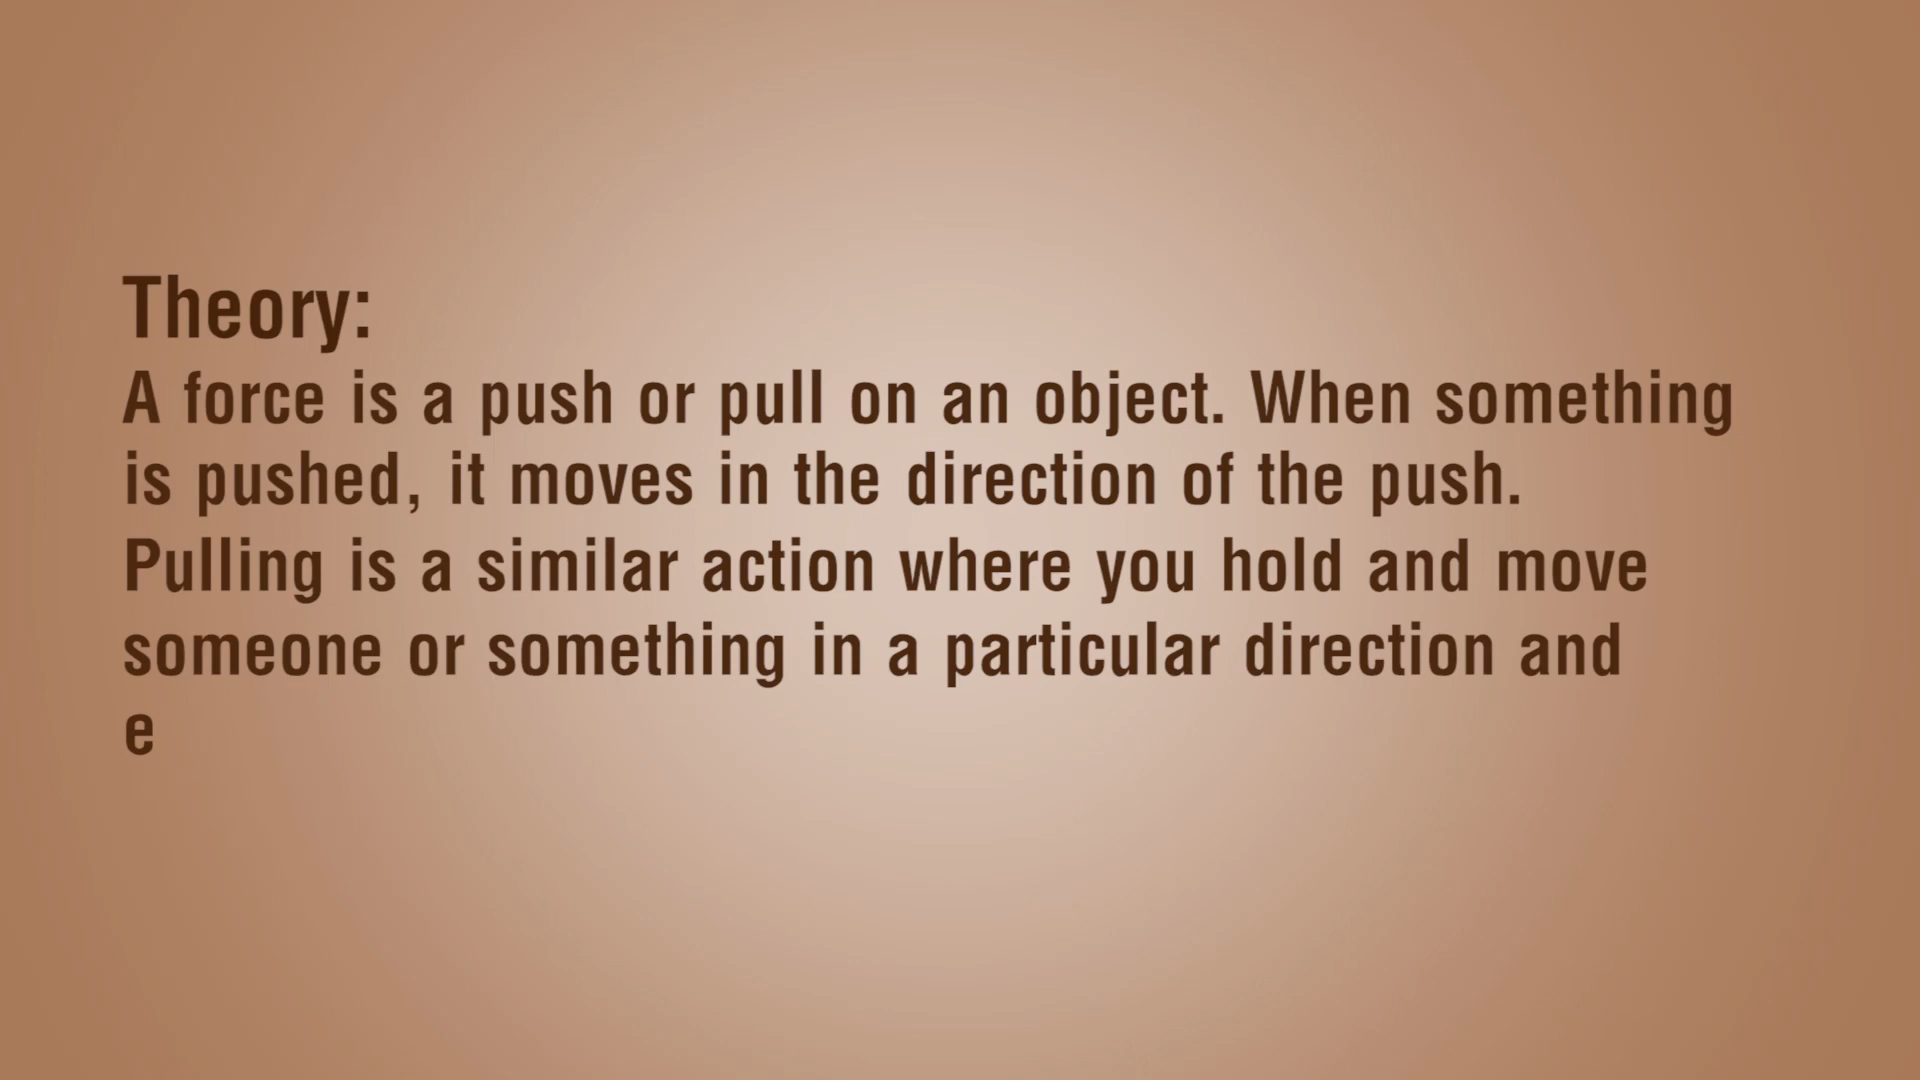 Theory:
A force is a push or pull on an object. When something
is pushed, it moves in the direction of the push.
Pulling is a similar action where you hold and move
someone or something in a particular direction and
e